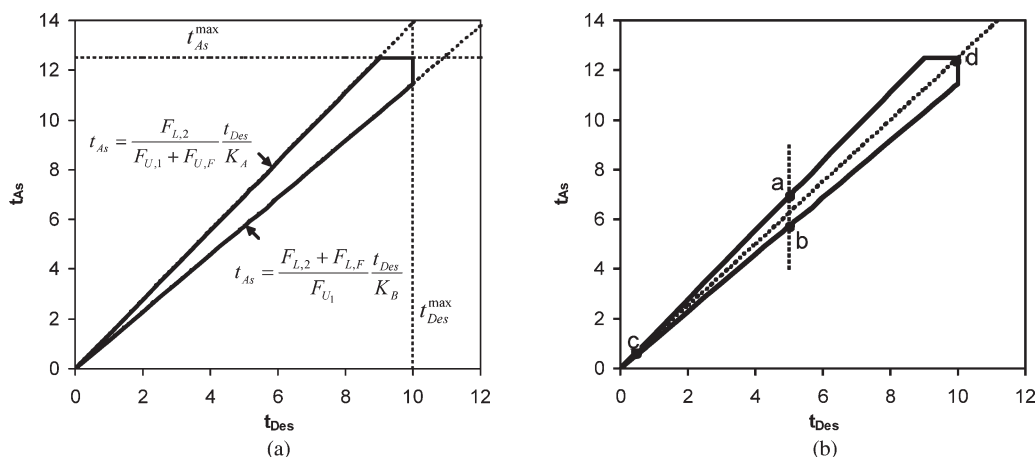 14
12
10
8
6
4
2
0
t_As
t_As^max
t_As = F_L,2 / (F_U,1 + F_U,F) t_Des / K_A
t_As = (F_L,2 + F_L,F) / F_U_1 t_Des / K_B
t_Des^max
0 2 4 6 8 10 12
t_Des
(a)
14
12
10
8
6
4
2
0
t_As
d
a
b
c
0 2 4 6 8 10 12
t_Des
(b)